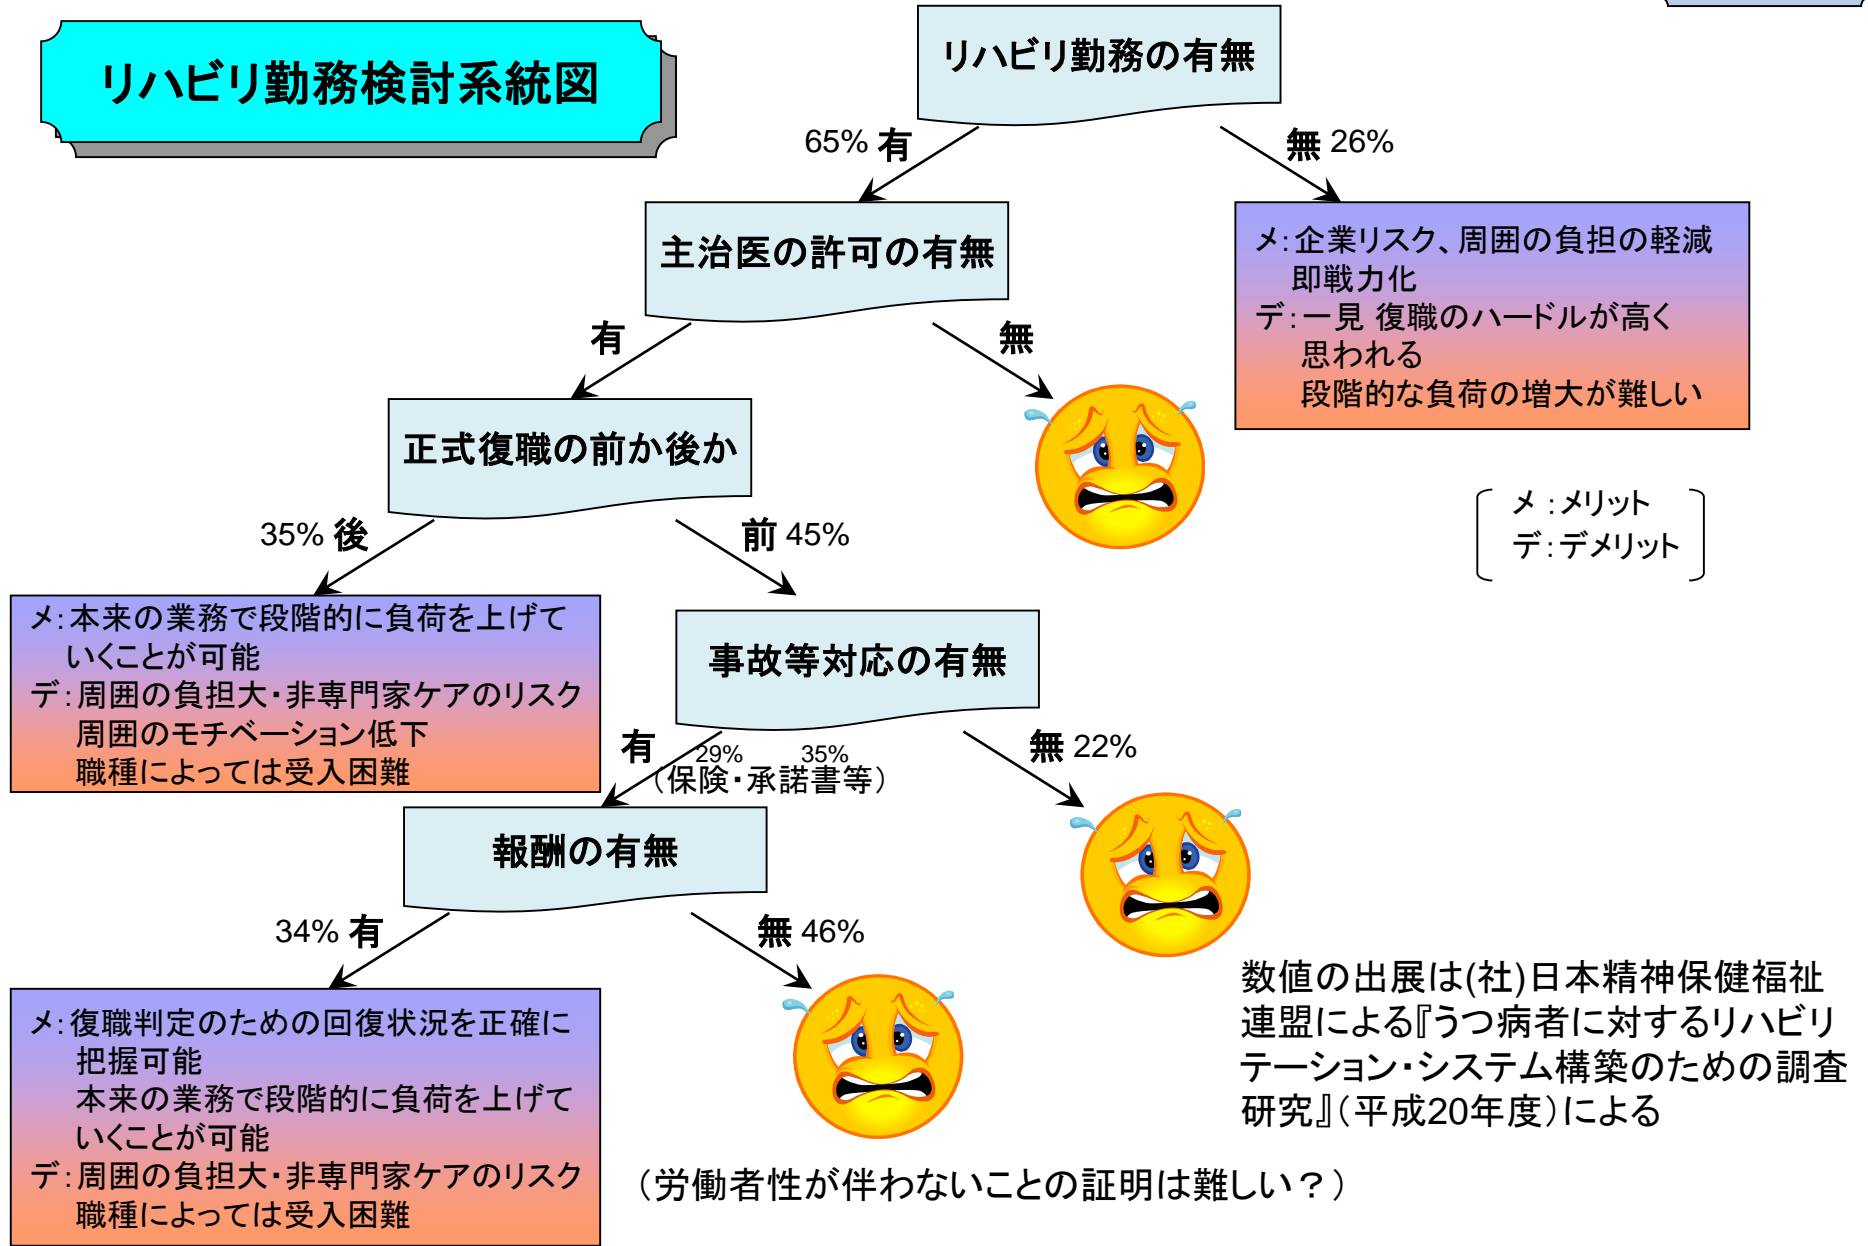 リハビリ勤務検討系統図
リハビリ勤務の有無
65% 有
無 26%
主治医の許可の有無
メ：企業リスク、周囲の負担の軽減
即戦力化
デ：一見 復職のハードルが高く
思われる
段階的な負荷の増大が難しい
有
無
正式復職の前か後か
メ：メリット
デ：デメリット
35% 後
前 45%
メ：本来の業務で段階的に負荷を上げて
いくことが可能
デ：周囲の負担大・非専門家ケアのリスク
周囲のモチベーション低下
職種によっては受入困難
事故等対応の有無
有
29% 35%
（保険・承諾書等）
無 22%
報酬の有無
34% 有
無 46%
メ：復職判定のための回復状況を正確に
把握可能
本来の業務で段階的に負荷を上げて
いくことが可能
デ：周囲の負担大・非専門家ケアのリスク
職種によっては受入困難
数値の出展は(社)日本精神保健福祉
連盟による『うつ病者に対するリハビリ
テーション・システム構築のための調査
研究』（平成20年度）による
（労働者性が伴わないことの証明は難しい？）